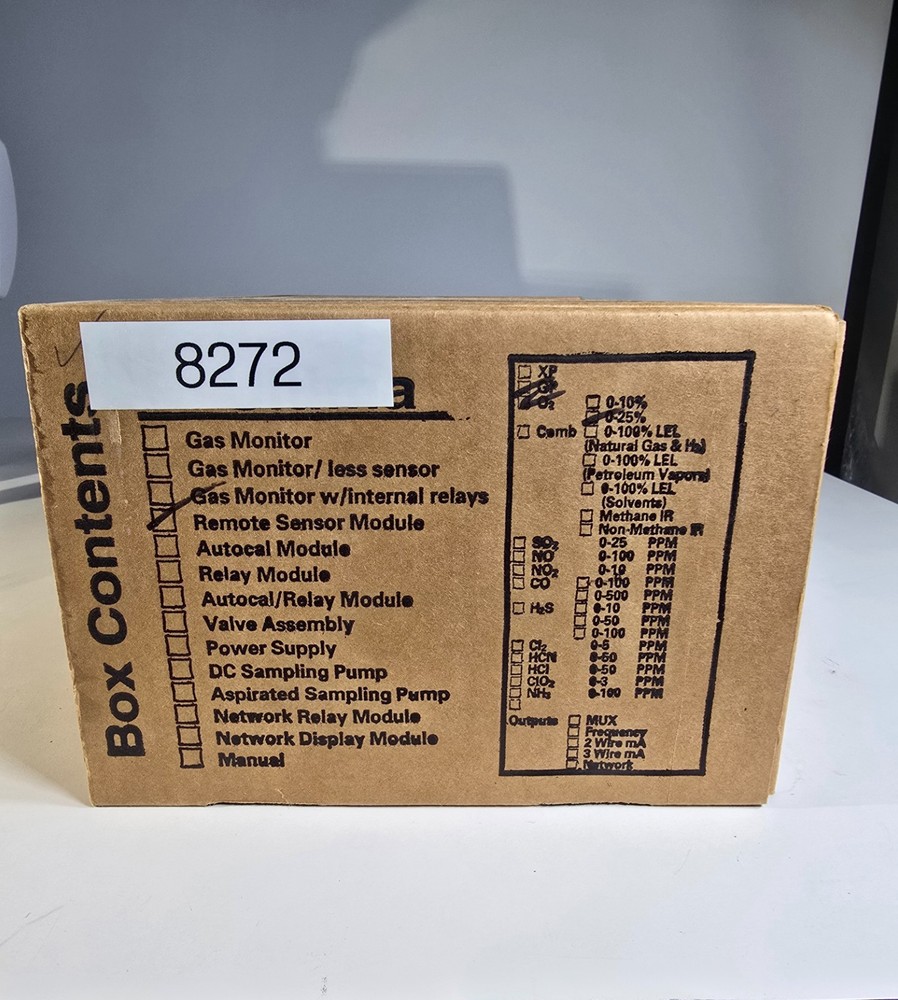 8272
Box Contents
Gas Monitor
Gas Monitor/ less sensor
Gas Monitor w/internal relays
Remote Sensor Module
Autocal Module
Relay Module
Autocal/Relay Module
Valve Assembly
Power Supply
DC Sampling Pump
Aspirated Sampling Pump
Network Relay Module
Network Display Module
Manual
XP
GP
O₂ 0-10%
0-25%
Comb 0-100% LEL
(Natural Gas & H₂)
0-100% LEL
(Petroleum Vapors)
0-100% LEL
(Solvents)
Methane IR
Non-Methane IR
SO₂ 0-25 PPM
NO 0-100 PPM
NO₂ 0-10 PPM
CO 0-100 PPM
0-500 PPM
H₂S 0-10 PPM
0-50 PPM
0-100 PPM
Cl₂ 0-5 PPM
HCN 0-50 PPM
HCl 0-50 PPM
ClO₂ 0-3 PPM
NH₃ 0-100 PPM
Outputs MUX
Frequency
2 Wire mA
3 Wire mA
Network